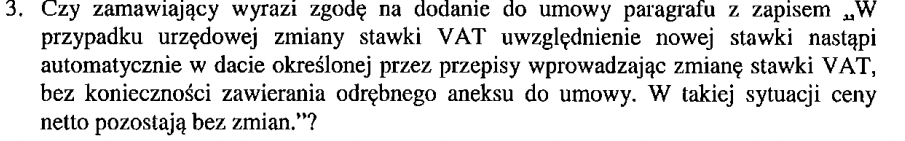 3. Czy zamawiający wyrazi zgodę na dodanie do umowy paragrafu z zapisem „W
przypadku urzędowej zmiany stawki VAT uwzględnienie nowej stawki nastąpi
automatycznie w dacie określonej przez przepisy wprowadzając zmianę stawki VAT,
bez konieczności zawierania odrębnego aneksu do umowy. W takiej sytuacji ceny
netto pozostają bez zmian.”?